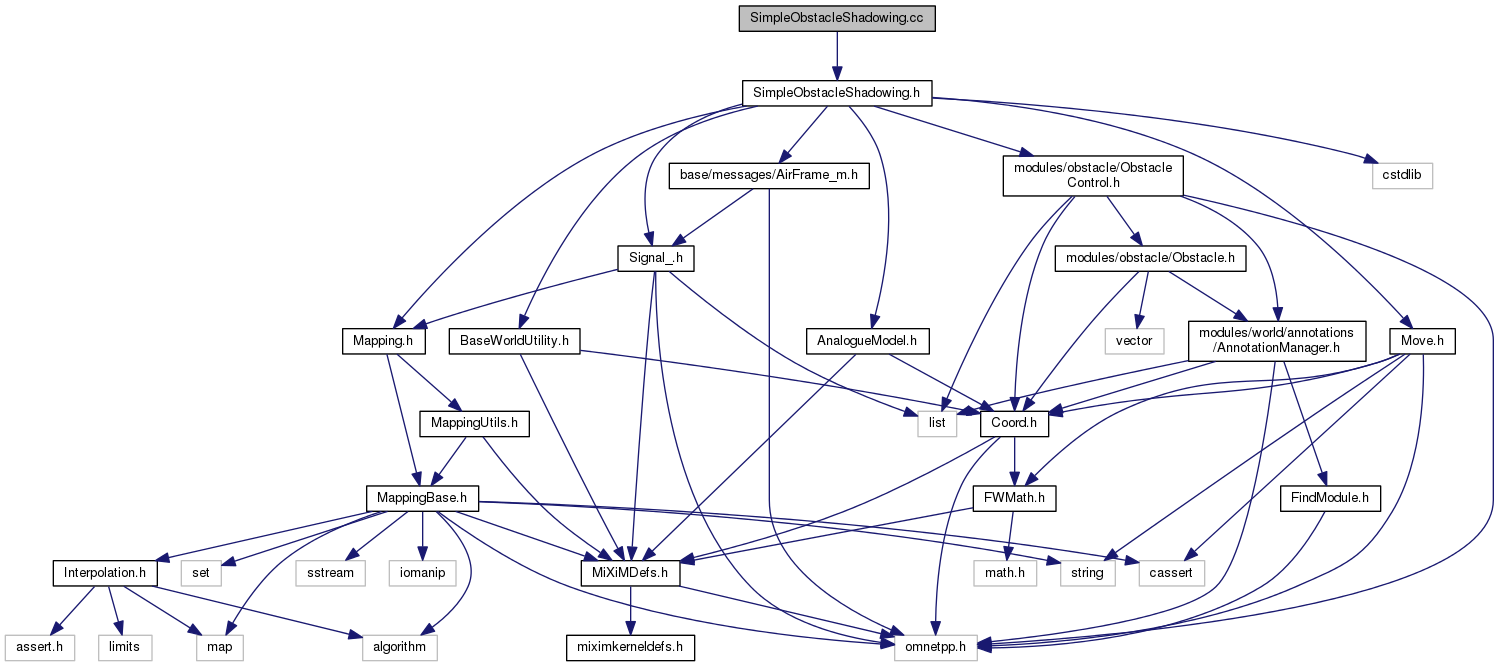 SimpleObstacleShadowing.cc
SimpleObstacleShadowing.h
base/messages/AirFrame_m.h
modules/obstacle/Obstacle
Control.h
cstdlib
Signal_.h
modules/obstacle/Obstacle.h
Mapping.h
BaseWorldUtility.h
AnalogueModel.h
vector
modules/world/annotations
/AnnotationManager.h
Move.h
MappingUtils.h
list
Coord.h
MappingBase.h
FWMath.h
FindModule.h
Interpolation.h
set
sstream
iomanip
MiXiMDefs.h
math.h
string
cassert
assert.h
limits
map
algorithm
miximkerneldefs.h
omnetpp.h